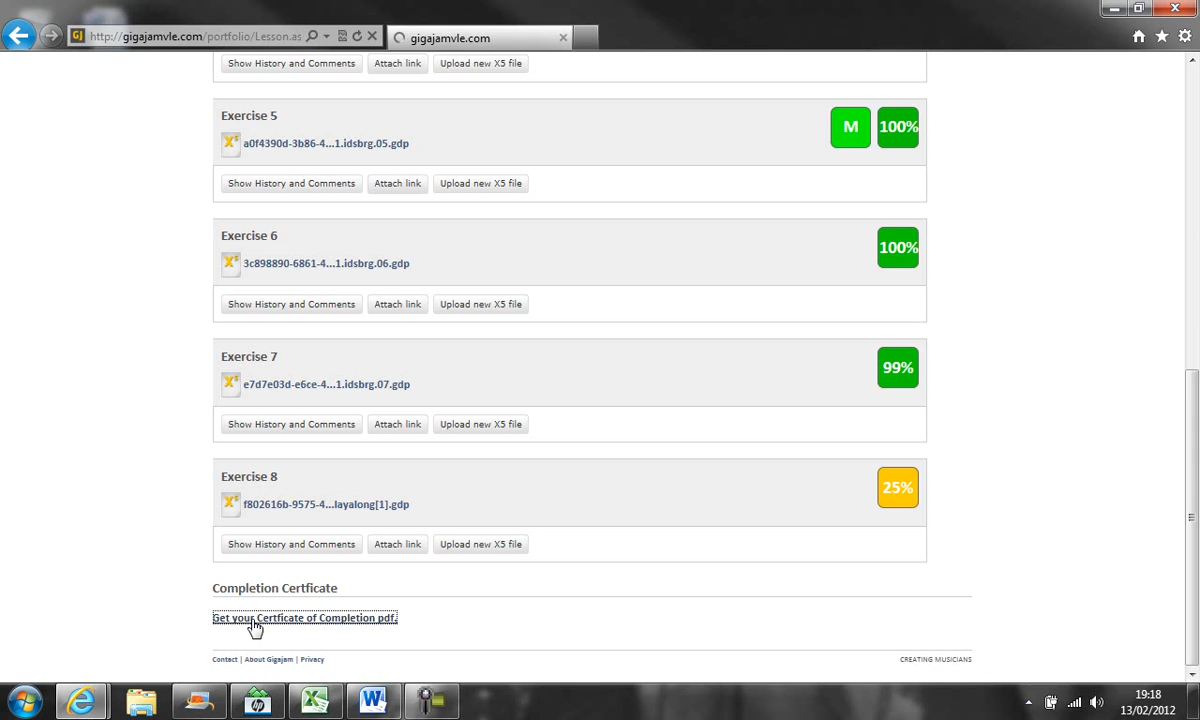 http://gigajamvle.com/portfolio/Lesson.as
gigajamvle.com
Show History and Comments Attach link Upload new X5 file
Exercise 5
M 100%
a0f4390d-3b86-4...1.idsbrg.05.gdp
Show History and Comments Attach link Upload new X5 file
Exercise 6
100%
3c898890-6861-4...1.idsbrg.06.gdp
Show History and Comments Attach link Upload new X5 file
Exercise 7
99%
e7d7e03d-e6ce-4...1.idsbrg.07.gdp
Show History and Comments Attach link Upload new X5 file
Exercise 8
25%
f802616b-9575-4...layalong[1].gdp
Show History and Comments Attach link Upload new X5 file
Completion Certficate
Get your Certficate of Completion pdf.
Contact | About Gigajam | Privacy CREATING MUSICIANS
19:18
13/02/2012